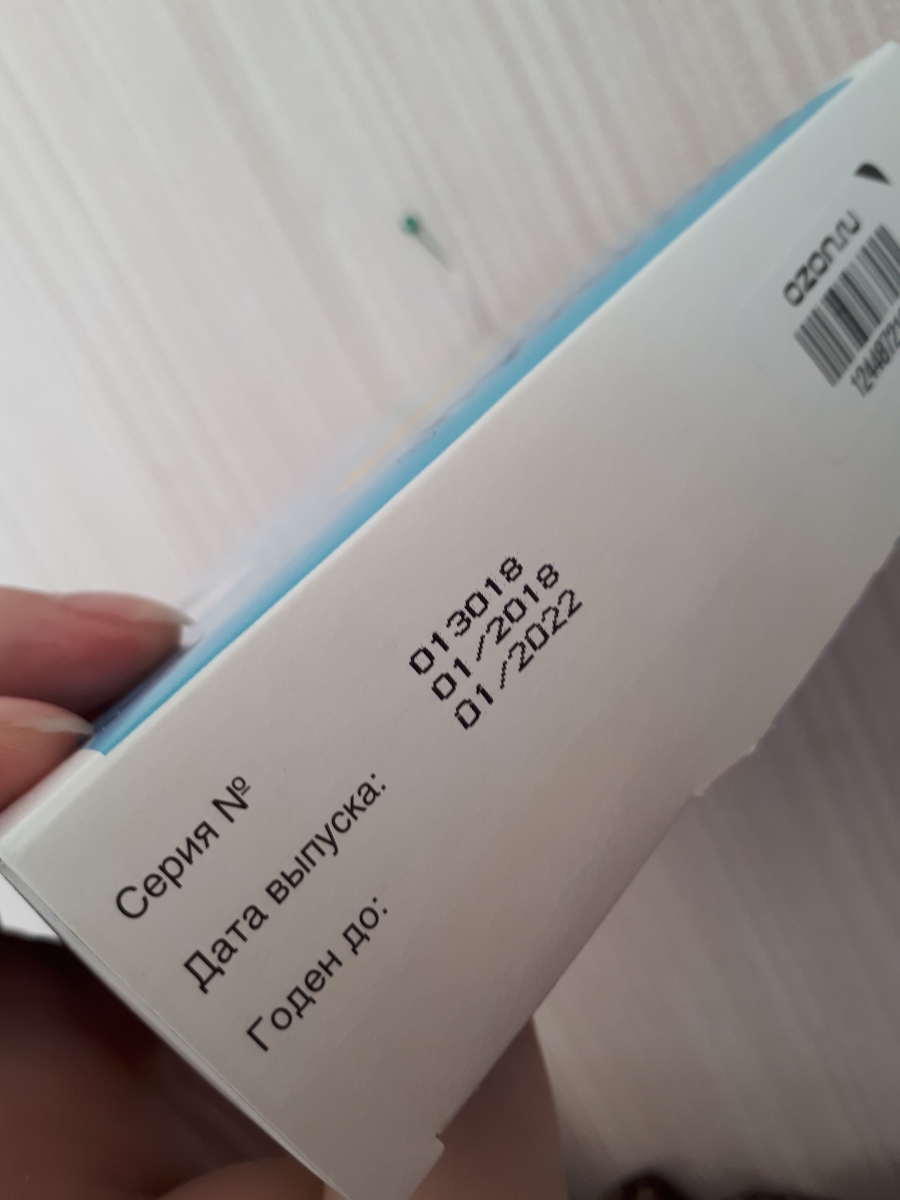 ozon.ru
Серия № 013018
Дата выпуска: 01/2018
Годен до: 01/2022